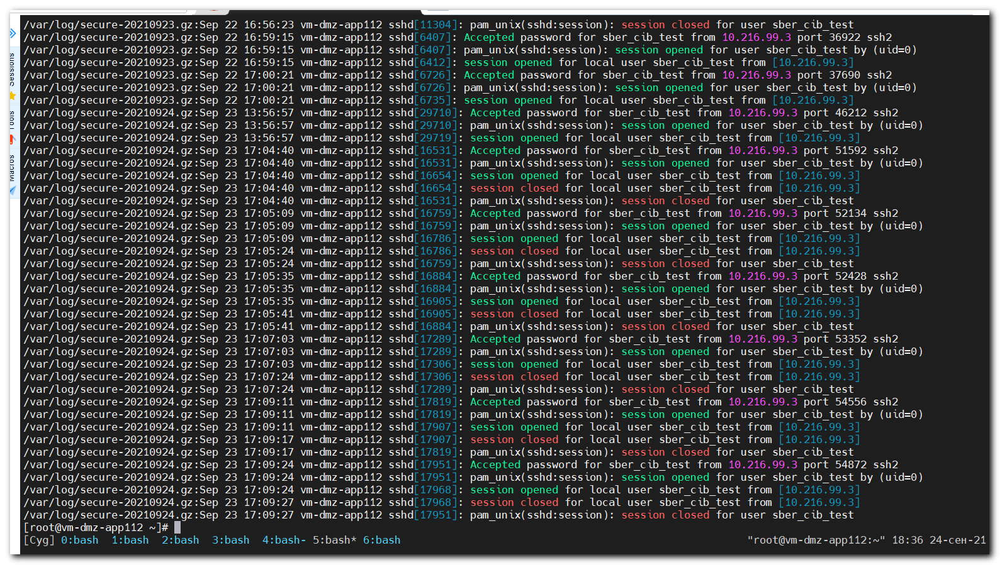 /var/log/secure-20210923.gz:Sep 22 16:56:23 vm-dmz-app112 sshd[11304]: pam_unix(sshd:session): session closed for user sber_cib_test
/var/log/secure-20210923.gz:Sep 22 16:59:15 vm-dmz-app112 sshd[6407]: Accepted password for sber_cib_test from 10.216.99.3 port 36922 ssh2
/var/log/secure-20210923.gz:Sep 22 16:59:15 vm-dmz-app112 sshd[6407]: pam_unix(sshd:session): session opened for user sber_cib_test by (uid=0)
/var/log/secure-20210923.gz:Sep 22 16:59:15 vm-dmz-app112 sshd[6412]: session opened for local user sber_cib_test from [10.216.99.3]
/var/log/secure-20210923.gz:Sep 22 17:00:21 vm-dmz-app112 sshd[6726]: Accepted password for sber_cib_test from 10.216.99.3 port 37690 ssh2
/var/log/secure-20210923.gz:Sep 22 17:00:21 vm-dmz-app112 sshd[6726]: pam_unix(sshd:session): session opened for user sber_cib_test by (uid=0)
/var/log/secure-20210923.gz:Sep 22 17:00:21 vm-dmz-app112 sshd[6735]: session opened for local user sber_cib_test from [10.216.99.3]
/var/log/secure-20210924.gz:Sep 23 13:56:57 vm-dmz-app112 sshd[29710]: Accepted password for sber_cib_test from 10.216.99.3 port 46212 ssh2
/var/log/secure-20210924.gz:Sep 23 13:56:57 vm-dmz-app112 sshd[29710]: pam_unix(sshd:session): session opened for user sber_cib_test by (uid=0)
/var/log/secure-20210924.gz:Sep 23 13:56:57 vm-dmz-app112 sshd[29719]: session opened for local user sber_cib_test from [10.216.99.3]
/var/log/secure-20210924.gz:Sep 23 17:04:40 vm-dmz-app112 sshd[16531]: Accepted password for sber_cib_test from 10.216.99.3 port 51592 ssh2
/var/log/secure-20210924.gz:Sep 23 17:04:40 vm-dmz-app112 sshd[16531]: pam_unix(sshd:session): session opened for user sber_cib_test by (uid=0)
/var/log/secure-20210924.gz:Sep 23 17:04:40 vm-dmz-app112 sshd[16654]: session opened for local user sber_cib_test from [10.216.99.3]
/var/log/secure-20210924.gz:Sep 23 17:04:40 vm-dmz-app112 sshd[16654]: session closed for local user sber_cib_test from [10.216.99.3]
/var/log/secure-20210924.gz:Sep 23 17:04:40 vm-dmz-app112 sshd[16531]: pam_unix(sshd:session): session closed for user sber_cib_test
/var/log/secure-20210924.gz:Sep 23 17:05:09 vm-dmz-app112 sshd[16759]: Accepted password for sber_cib_test from 10.216.99.3 port 52134 ssh2
/var/log/secure-20210924.gz:Sep 23 17:05:09 vm-dmz-app112 sshd[16759]: pam_unix(sshd:session): session opened for user sber_cib_test by (uid=0)
/var/log/secure-20210924.gz:Sep 23 17:05:09 vm-dmz-app112 sshd[16786]: session opened for local user sber_cib_test from [10.216.99.3]
/var/log/secure-20210924.gz:Sep 23 17:05:24 vm-dmz-app112 sshd[16786]: session closed for local user sber_cib_test from [10.216.99.3]
/var/log/secure-20210924.gz:Sep 23 17:05:24 vm-dmz-app112 sshd[16759]: pam_unix(sshd:session): session closed for user sber_cib_test
/var/log/secure-20210924.gz:Sep 23 17:05:35 vm-dmz-app112 sshd[16884]: Accepted password for sber_cib_test from 10.216.99.3 port 52428 ssh2
/var/log/secure-20210924.gz:Sep 23 17:05:35 vm-dmz-app112 sshd[16884]: pam_unix(sshd:session): session opened for user sber_cib_test by (uid=0)
/var/log/secure-20210924.gz:Sep 23 17:05:35 vm-dmz-app112 sshd[16905]: session opened for local user sber_cib_test from [10.216.99.3]
/var/log/secure-20210924.gz:Sep 23 17:05:41 vm-dmz-app112 sshd[16905]: session closed for local user sber_cib_test from [10.216.99.3]
/var/log/secure-20210924.gz:Sep 23 17:05:41 vm-dmz-app112 sshd[16884]: pam_unix(sshd:session): session closed for user sber_cib_test
/var/log/secure-20210924.gz:Sep 23 17:07:03 vm-dmz-app112 sshd[17289]: Accepted password for sber_cib_test from 10.216.99.3 port 53352 ssh2
/var/log/secure-20210924.gz:Sep 23 17:07:03 vm-dmz-app112 sshd[17289]: pam_unix(sshd:session): session opened for user sber_cib_test by (uid=0)
/var/log/secure-20210924.gz:Sep 23 17:07:03 vm-dmz-app112 sshd[17306]: session opened for local user sber_cib_test from [10.216.99.3]
/var/log/secure-20210924.gz:Sep 23 17:07:24 vm-dmz-app112 sshd[17306]: session closed for local user sber_cib_test from [10.216.99.3]
/var/log/secure-20210924.gz:Sep 23 17:07:24 vm-dmz-app112 sshd[17289]: pam_unix(sshd:session): session closed for user sber_cib_test
/var/log/secure-20210924.gz:Sep 23 17:09:11 vm-dmz-app112 sshd[17819]: Accepted password for sber_cib_test from 10.216.99.3 port 54556 ssh2
/var/log/secure-20210924.gz:Sep 23 17:09:11 vm-dmz-app112 sshd[17819]: pam_unix(sshd:session): session opened for user sber_cib_test by (uid=0)
/var/log/secure-20210924.gz:Sep 23 17:09:11 vm-dmz-app112 sshd[17907]: session opened for local user sber_cib_test from [10.216.99.3]
/var/log/secure-20210924.gz:Sep 23 17:09:17 vm-dmz-app112 sshd[17907]: session closed for local user sber_cib_test from [10.216.99.3]
/var/log/secure-20210924.gz:Sep 23 17:09:17 vm-dmz-app112 sshd[17819]: pam_unix(sshd:session): session closed for user sber_cib_test
/var/log/secure-20210924.gz:Sep 23 17:09:24 vm-dmz-app112 sshd[17951]: Accepted password for sber_cib_test from 10.216.99.3 port 54872 ssh2
/var/log/secure-20210924.gz:Sep 23 17:09:24 vm-dmz-app112 sshd[17951]: pam_unix(sshd:session): session opened for user sber_cib_test by (uid=0)
/var/log/secure-20210924.gz:Sep 23 17:09:24 vm-dmz-app112 sshd[17968]: session opened for local user sber_cib_test from [10.216.99.3]
/var/log/secure-20210924.gz:Sep 23 17:09:27 vm-dmz-app112 sshd[17968]: session closed for local user sber_cib_test from [10.216.99.3]
/var/log/secure-20210924.gz:Sep 23 17:09:27 vm-dmz-app112 sshd[17951]: pam_unix(sshd:session): session closed for user sber_cib_test
[root@vm-dmz-app112 ~]#
[Cyg] 0:bash 1:bash 2:bash 3:bash 4:bash- 5:bash* 6:bash "root@vm-dmz-app112:~" 18:36 24-сен-21
Sessions